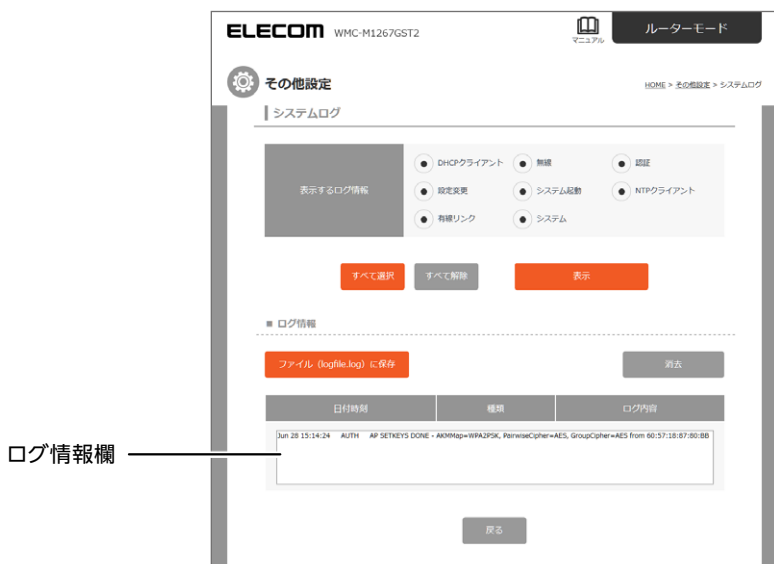 ELECOM WMC-M1267GST2
マニュアル
ルーターモード
その他設定
HOME > その他設定 > システムログ
システムログ
表示するログ情報
DHCPクライアント 無線 認証
設定変更 システム起動 NTPクライアント
有線リンク システム
すべて選択 すべて解除 表示
■ ログ情報
ファイル（logfile.log）に保存 消去
日付時刻 種類 ログ内容
Jun 28 15:14:24 AUTH AP SETKEYS DONE - AKMMap=WPA2PSK, PairwiseCipher=AES, GroupCipher=AES from 60:57:18:87:80:BB
ログ情報欄
戻る